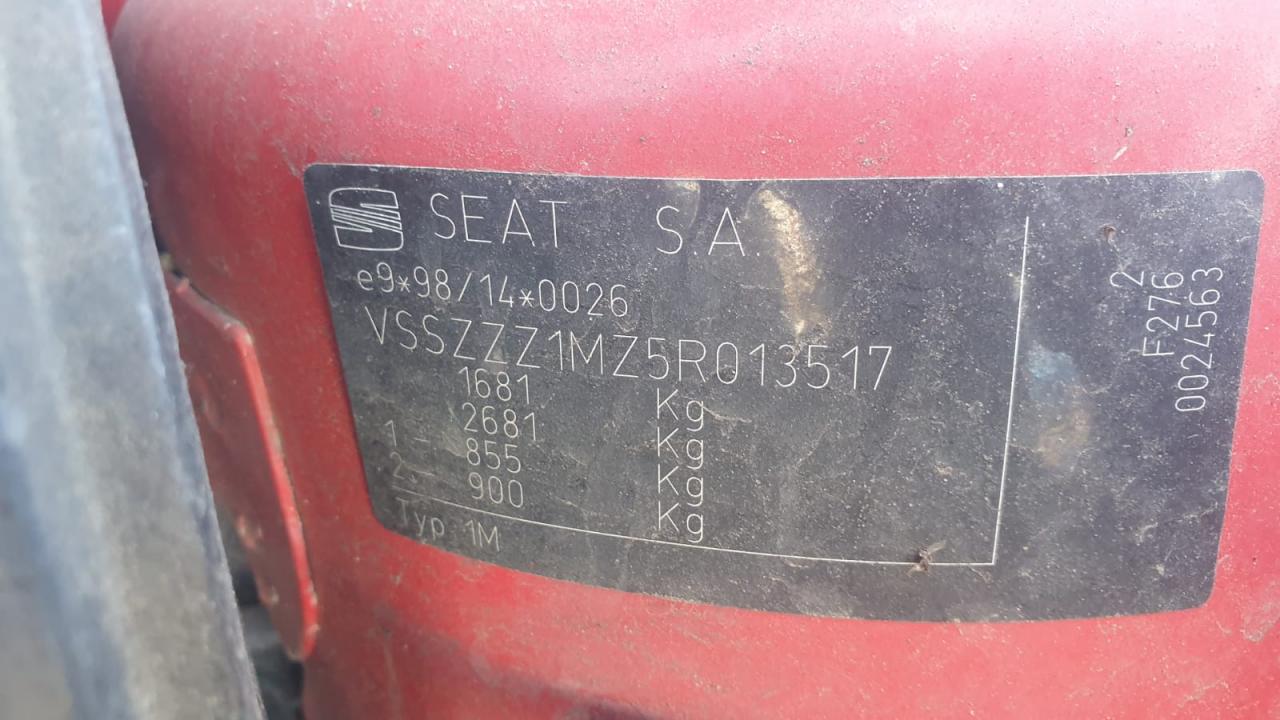 SEAT S.A.
e9*98/14*0026
VSSZZZ1MZ5R013517
1681 Kg
2681 Kg
1 - 855 Kg
2 - 900 Kg
Typ 1M
2
F276
0024563